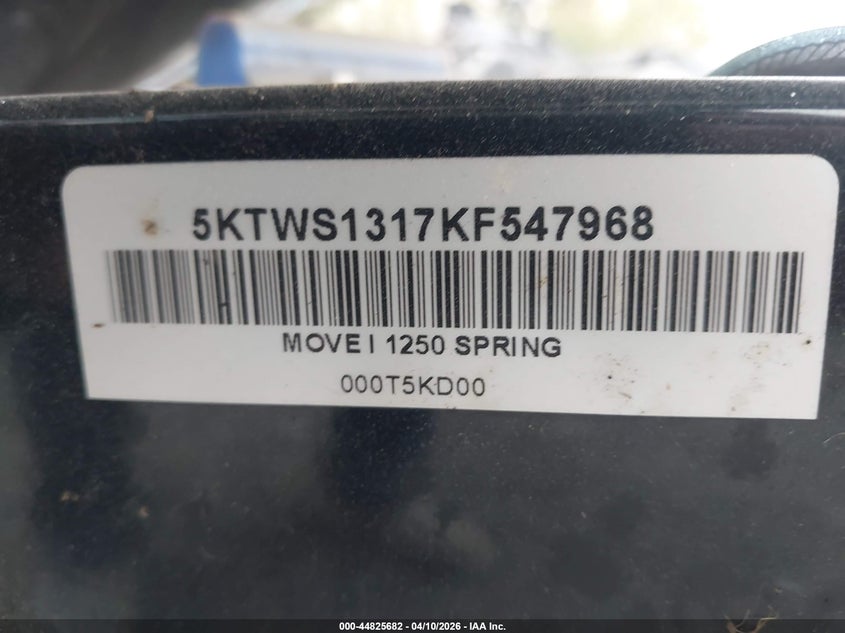 5KTWS1317KF547968
MOVE I 1250 SPRING
000T5KD00
000-44825682 - 04/10/2026 - IAA Inc.